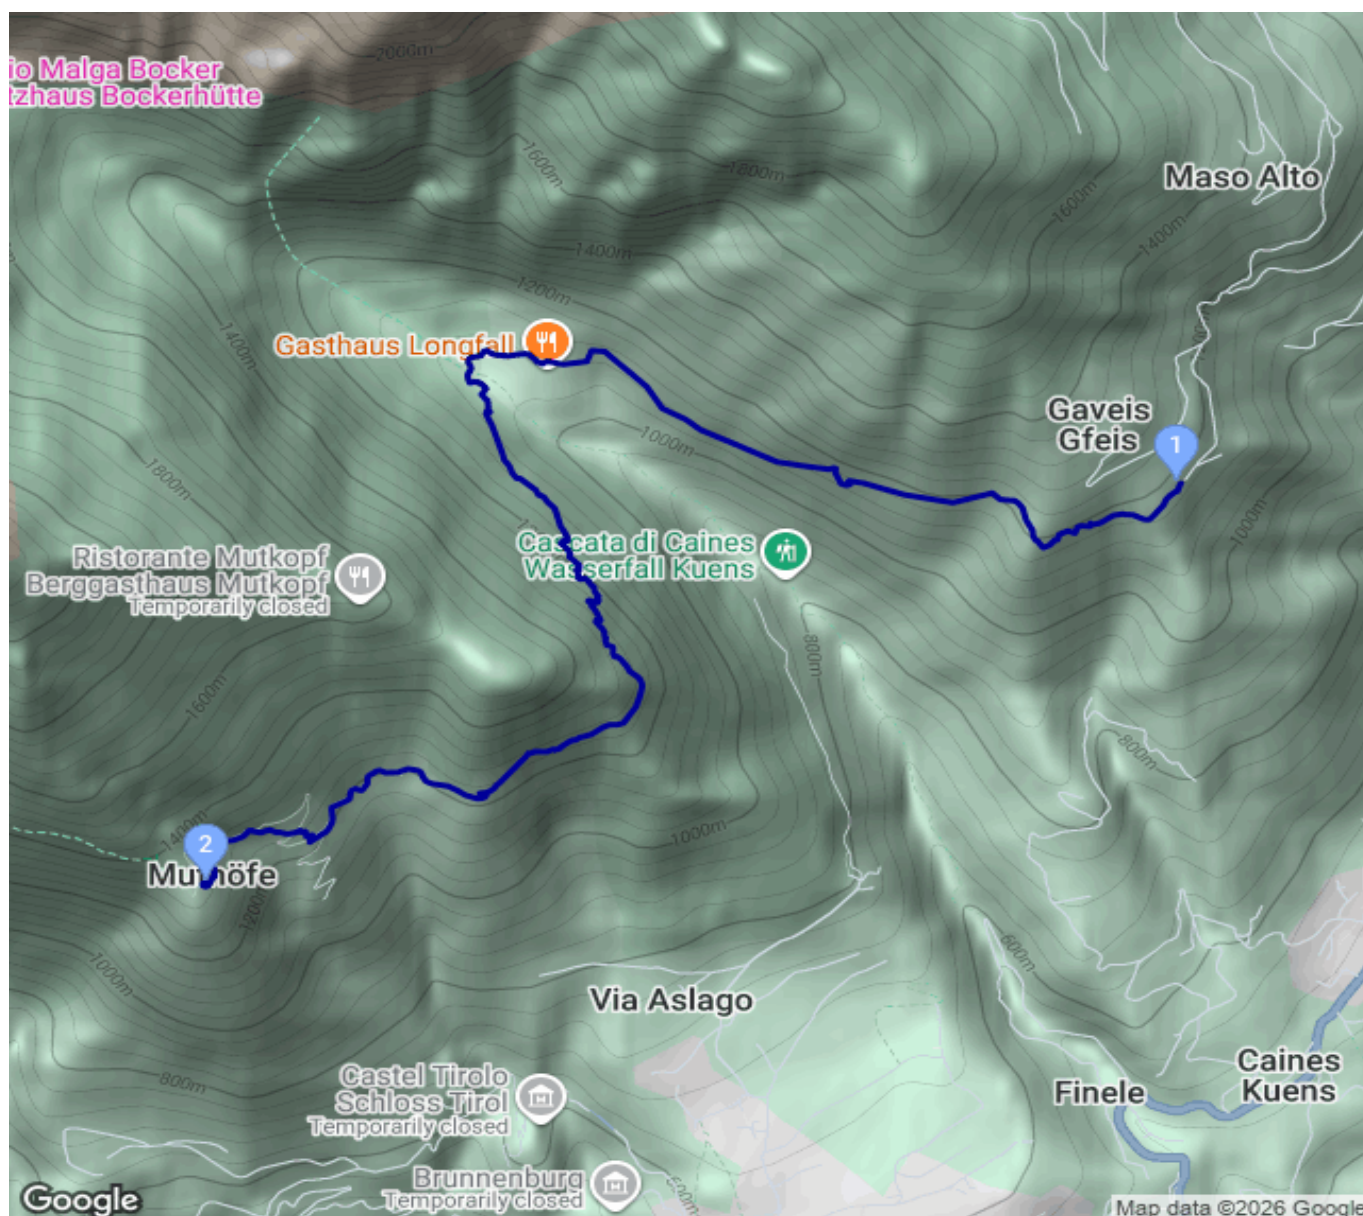 2000m
io Malga Bocker
tzhaus Bockerhütte
1600m
1800m
Maso Alto
1600m
1400m
1400m
1200m
1400m
Gasthaus Longfall
Gaveis
Gfeis
1
1000m
1800m
1000m
Cascata di Caines
Wasserfall Kuens
Ristorante Mutkopf
Berggasthaus Mutkopf
Temporarily closed
800m
1600m
800m
1400m
2
1000m
1200m
600m
1000m
Via Aslago
Caines
Kuens
800m
Castel Tirolo
Schloss Tirol
Temporarily closed
Finele
Brunnenburg
Temporarily closed
600m
Google
Map data ©2026 Google